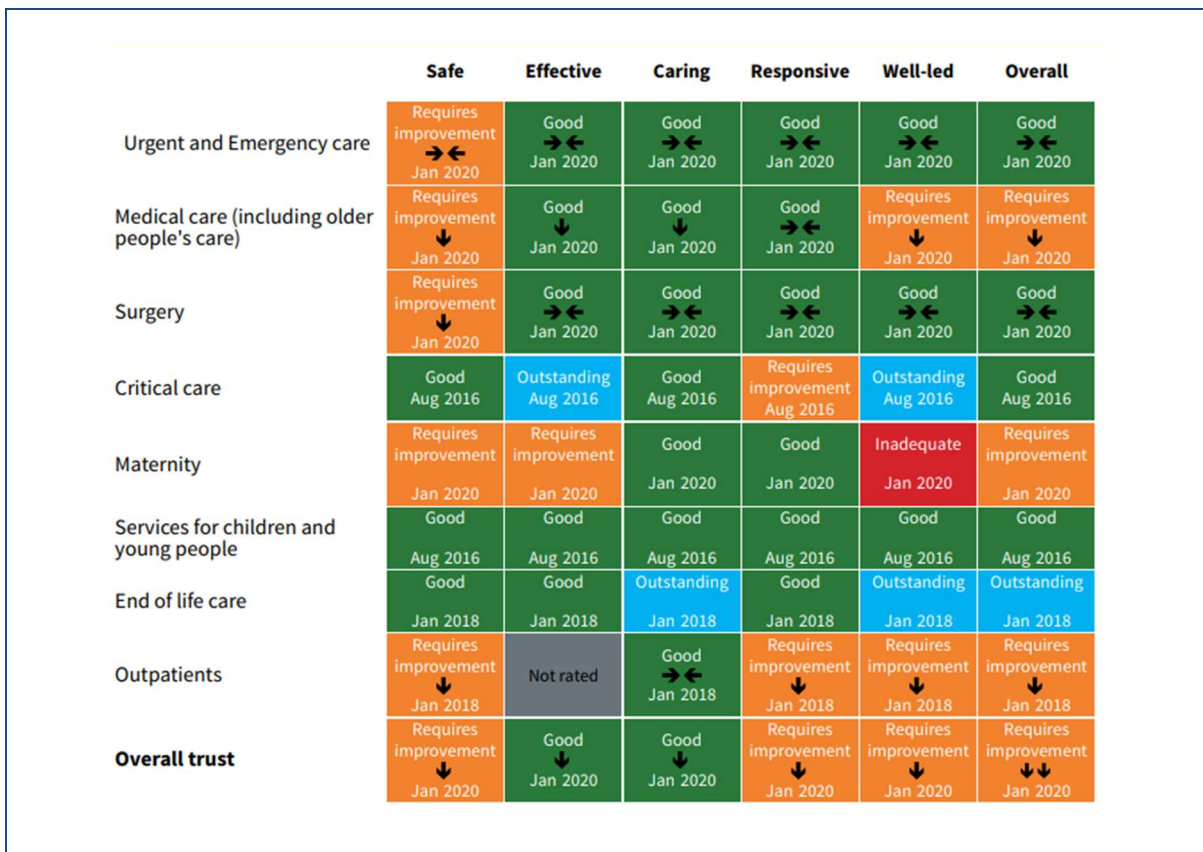 Safe Effective Caring Responsive Well-led Overall
Urgent and Emergency care
Requires improvement →← Jan 2020
Good →← Jan 2020
Good →← Jan 2020
Good →← Jan 2020
Good →← Jan 2020
Good →← Jan 2020
Medical care (including older people's care)
Requires improvement ↓ Jan 2020
Good ↓ Jan 2020
Good ↓ Jan 2020
Good →← Jan 2020
Requires improvement ↓ Jan 2020
Requires improvement ↓ Jan 2020
Surgery
Requires improvement ↓ Jan 2020
Good →← Jan 2020
Good →← Jan 2020
Good →← Jan 2020
Good →← Jan 2020
Good →← Jan 2020
Critical care
Good Aug 2016
Outstanding Aug 2016
Good Aug 2016
Requires improvement Aug 2016
Outstanding Aug 2016
Good Aug 2016
Maternity
Requires improvement Jan 2020
Requires improvement Jan 2020
Good Jan 2020
Good Jan 2020
Inadequate Jan 2020
Requires improvement Jan 2020
Services for children and young people
Good Aug 2016
Good Aug 2016
Good Aug 2016
Good Aug 2016
Good Aug 2016
Good Aug 2016
End of life care
Good Jan 2018
Good Jan 2018
Outstanding Jan 2018
Good Jan 2018
Outstanding Jan 2018
Outstanding Jan 2018
Outpatients
Requires improvement ↓ Jan 2018
Not rated
Good →← Jan 2018
Requires improvement ↓ Jan 2018
Requires improvement ↓ Jan 2018
Requires improvement ↓ Jan 2018
Overall trust
Requires improvement ↓ Jan 2020
Good ↓ Jan 2020
Good ↓ Jan 2020
Requires improvement ↓ Jan 2020
Requires improvement ↓ Jan 2020
Requires improvement ↓↓ Jan 2020